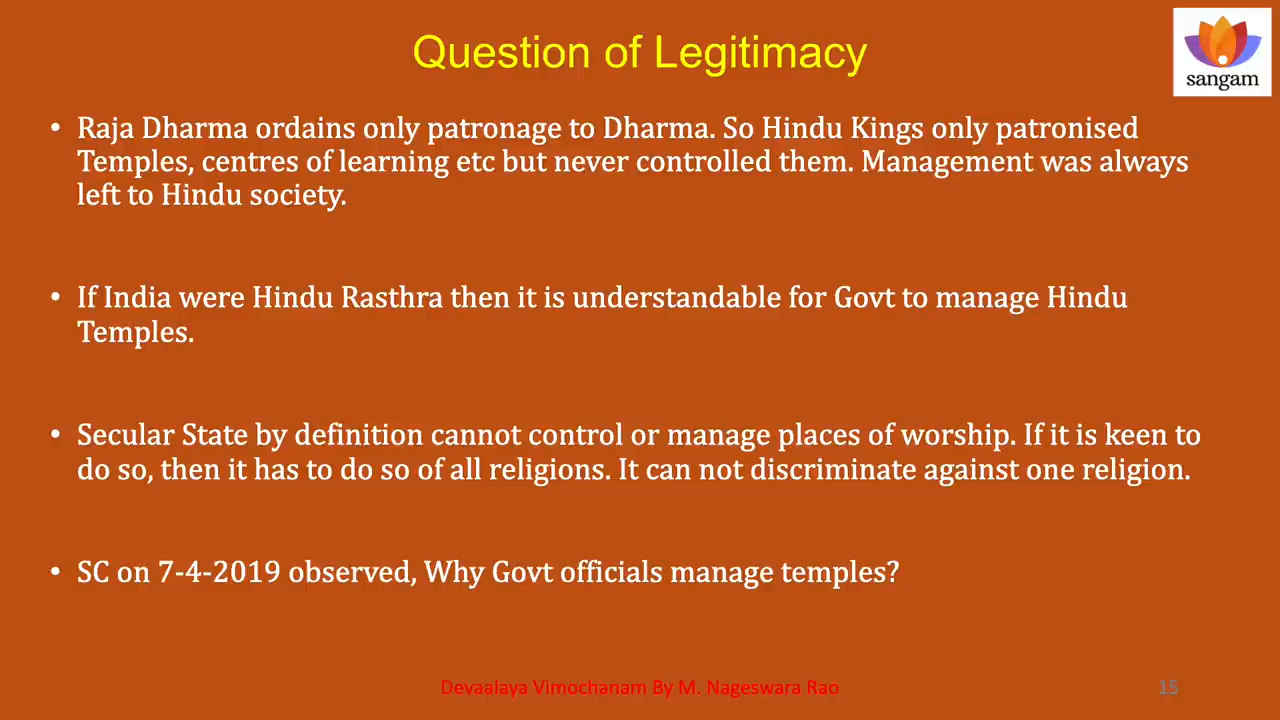 Question of Legitimacy
sangam
• Raja Dharma ordains only patronage to Dharma. So Hindu Kings only patronised
Temples, centres of learning etc but never controlled them. Management was always
left to Hindu society.
• If India were Hindu Rasthra then it is understandable for Govt to manage Hindu
Temples.
• Secular State by definition cannot control or manage places of worship. If it is keen to
do so, then it has to do so of all religions. It can not discriminate against one religion.
• SC on 7-4-2019 observed, Why Govt officials manage temples?
Devaalaya Vimochanam By M. Nageswara Rao
15